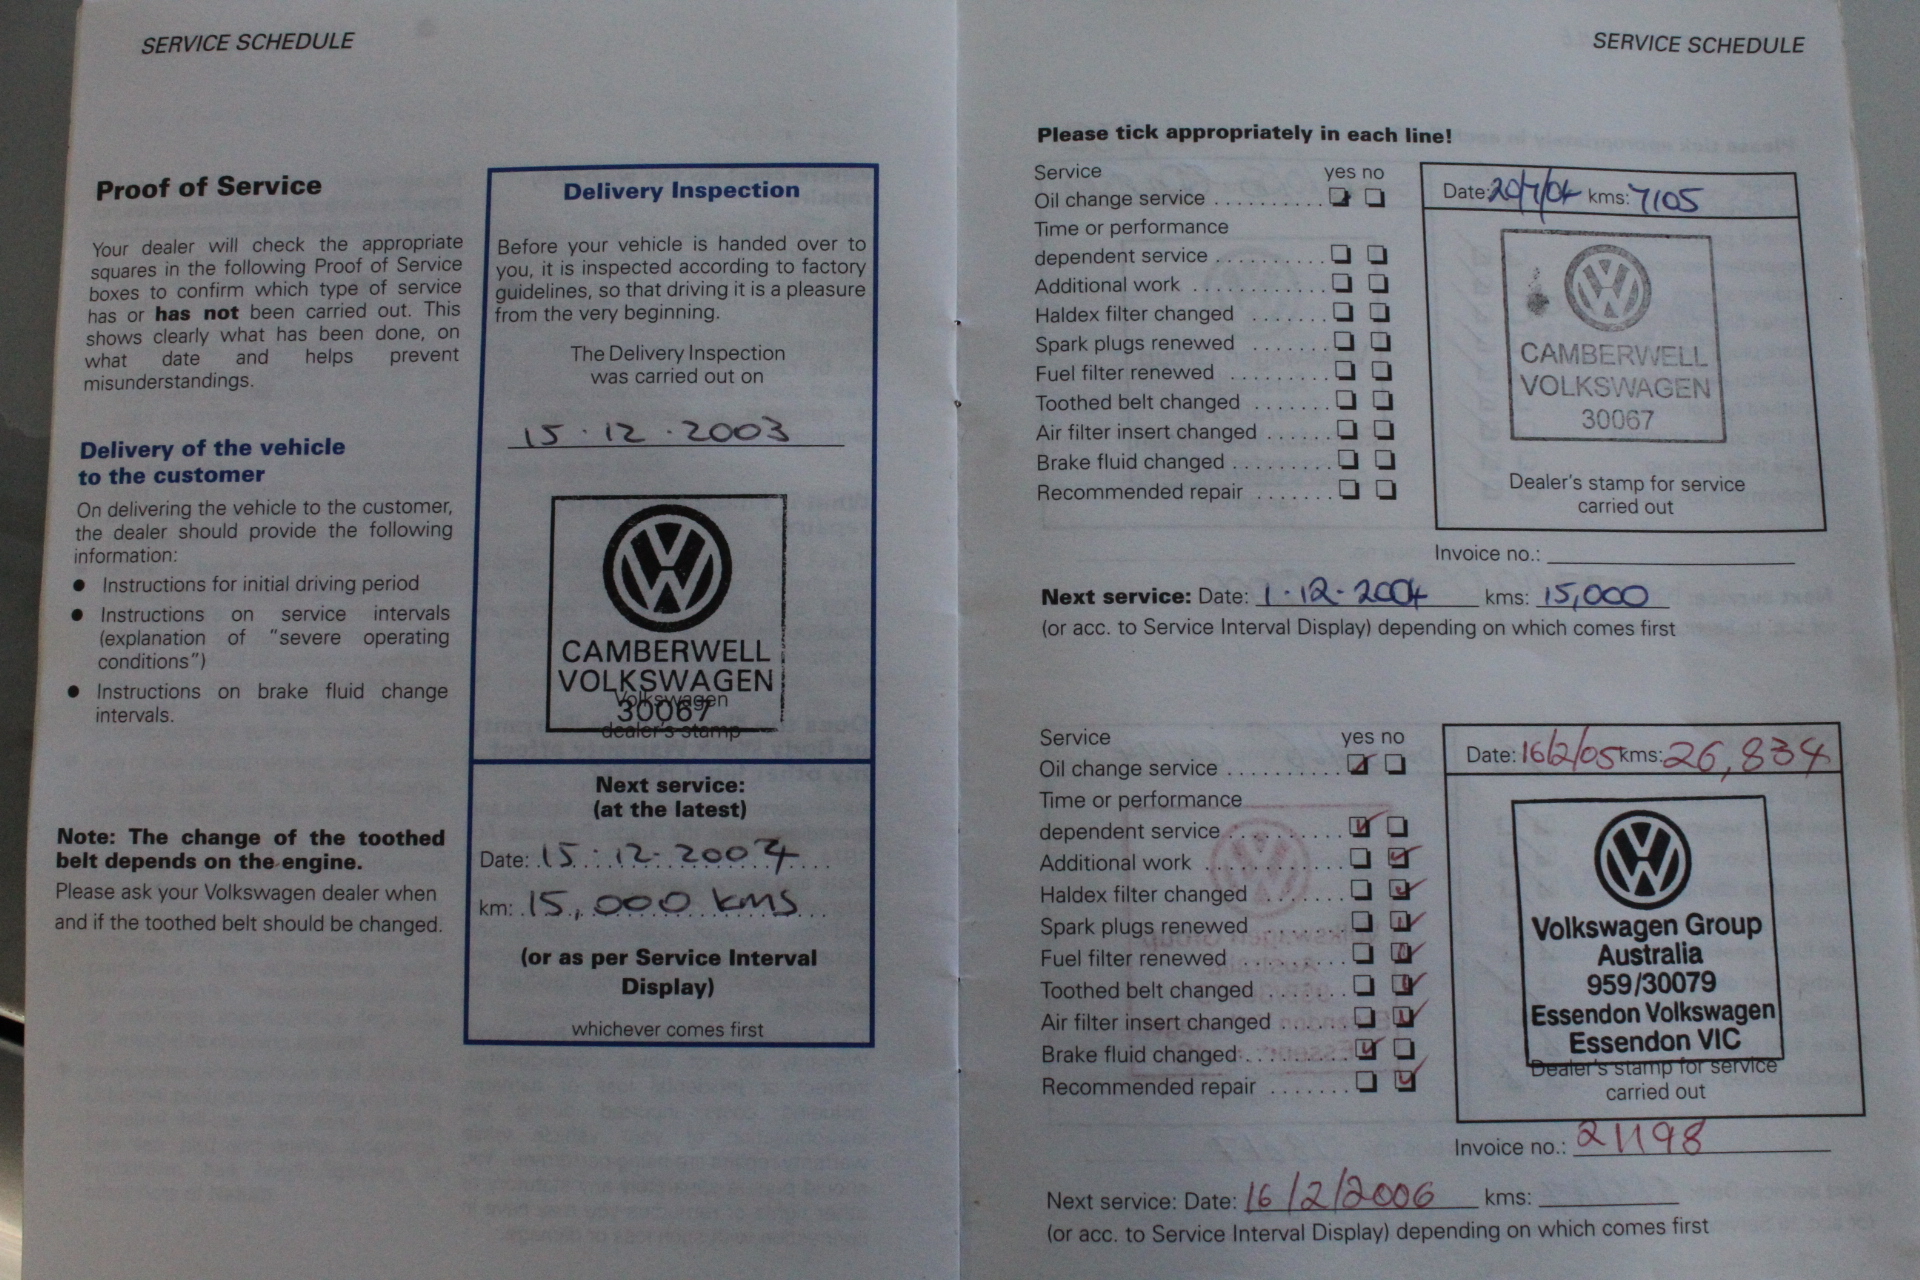 SERVICE SCHEDULE
Proof of Service
Your dealer will check the appropriate
squares in the following Proof of Service
boxes to confirm which type of service
has or has not been carried out. This
shows clearly what has been done, on
what date and helps prevent
misunderstandings.
Delivery of the vehicle
to the customer
On delivering the vehicle to the customer,
the dealer should provide the following
information:
● Instructions for initial driving period
● Instructions on service intervals
(explanation of "severe operating
conditions")
● Instructions on brake fluid change
intervals.
Note: The change of the toothed
belt depends on the engine.
Please ask your Volkswagen dealer when
and if the toothed belt should be changed.
Delivery Inspection
Before your vehicle is handed over to
you, it is inspected according to factory
guidelines, so that driving it is a pleasure
from the very beginning.
The Delivery Inspection
was carried out on
15 · 12 · 2003
CAMBERWELL
VOLKSWAGEN
Volkswagen
30067
dealer's stamp
Next service:
(at the latest)
Date: 15 · 12 · 2004
km: 15,000 kms
(or as per Service Interval
Display)
whichever comes first
SERVICE SCHEDULE
Please tick appropriately in each line!
Service yes no
Oil change service
Time or performance
dependent service
Additional work
Haldex filter changed
Spark plugs renewed
Fuel filter renewed
Toothed belt changed
Air filter insert changed
Brake fluid changed
Recommended repair
Date: 20/7/04 kms: 7105
CAMBERWELL
VOLKSWAGEN
30067
Dealer's stamp for service
carried out
Invoice no.:
Next service: Date: 1·12·2004 kms: 15,000
(or acc. to Service Interval Display) depending on which comes first
Service yes no
Oil change service
Time or performance
dependent service
Additional work
Haldex filter changed
Spark plugs renewed
Fuel filter renewed
Toothed belt changed
Air filter insert changed
Brake fluid changed
Recommended repair
Date: 16/2/05 kms: 26,834
Volkswagen Group
Australia
959/30079
Essendon Volkswagen
Essendon VIC
Dealer's stamp for service
carried out
Invoice no.: 21198
Next service: Date: 16/2/2006 kms:
(or acc. to Service Interval Display) depending on which comes first